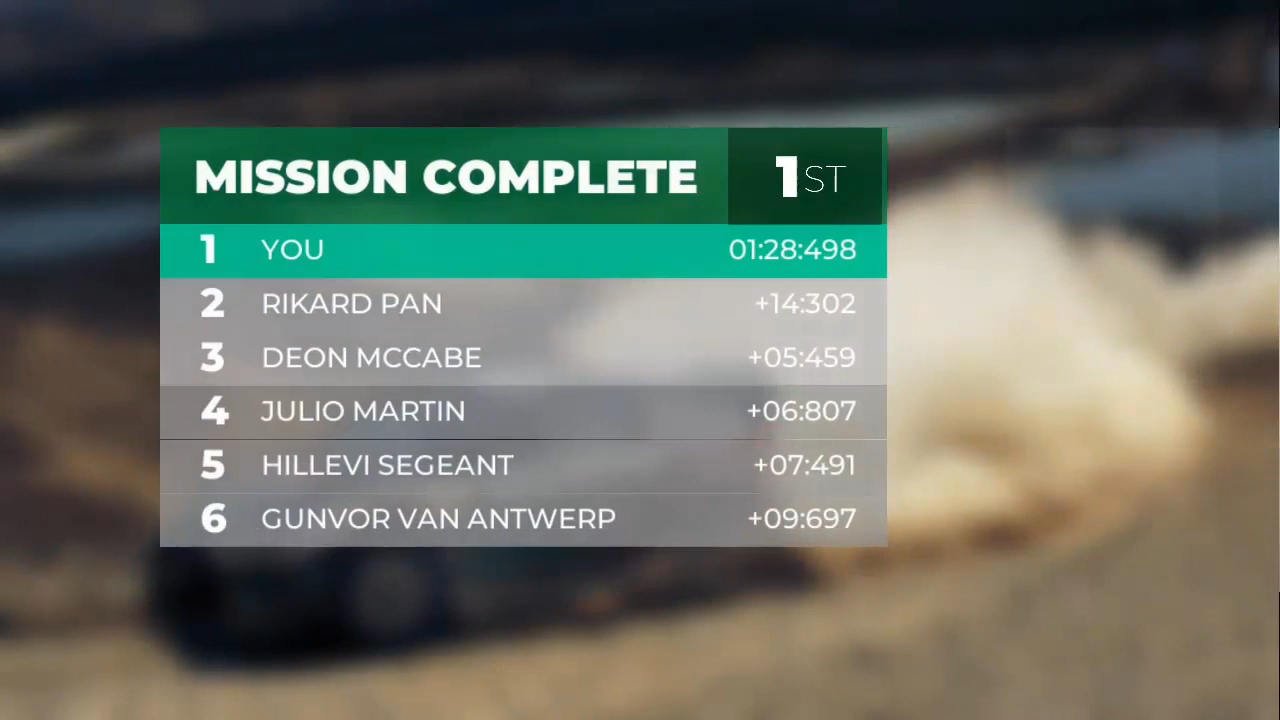 MISSION COMPLETE 1ST
1 YOU 01:28:498
2 RIKARD PAN +14:302
3 DEON MCCABE +05:459
4 JULIO MARTIN +06:807
5 HILLEVI SEGEANT +07:491
6 GUNVOR VAN ANTWERP +09:697